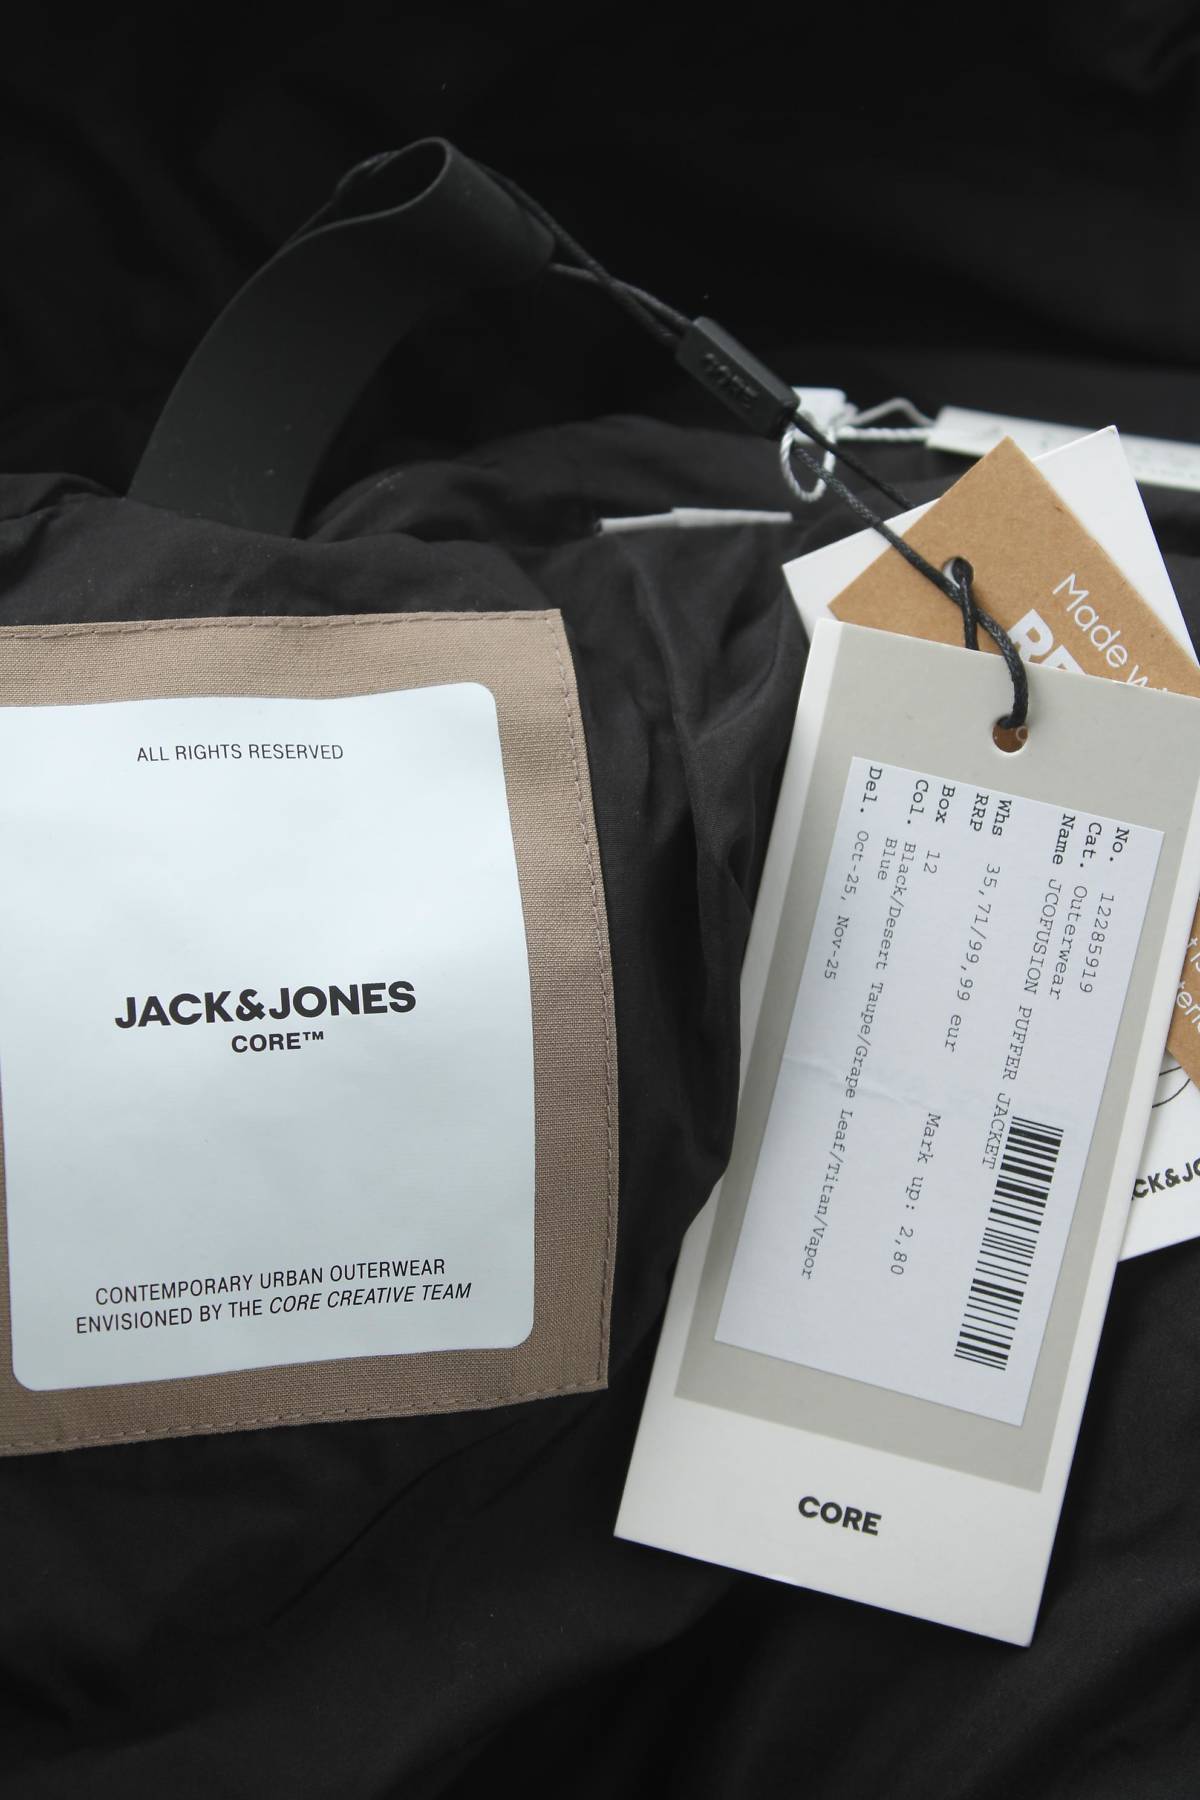 ALL RIGHTS RESERVED
JACK&JONES
CORE™
CONTEMPORARY URBAN OUTERWEAR
ENVISIONED BY THE CORE CREATIVE TEAM
CORE
Made
No. 12285919
Cat. Outerwear
Name JCOFUSION PUFFER JACKET
Whs
RRP 35,71/99,99 eur Mark up: 2,80
Box 12
Col. Black/Desert Taupe/Grape Leaf/Titan/Vapor
Blue
Del. Oct-25, Nov-25
CORE
CK&JO